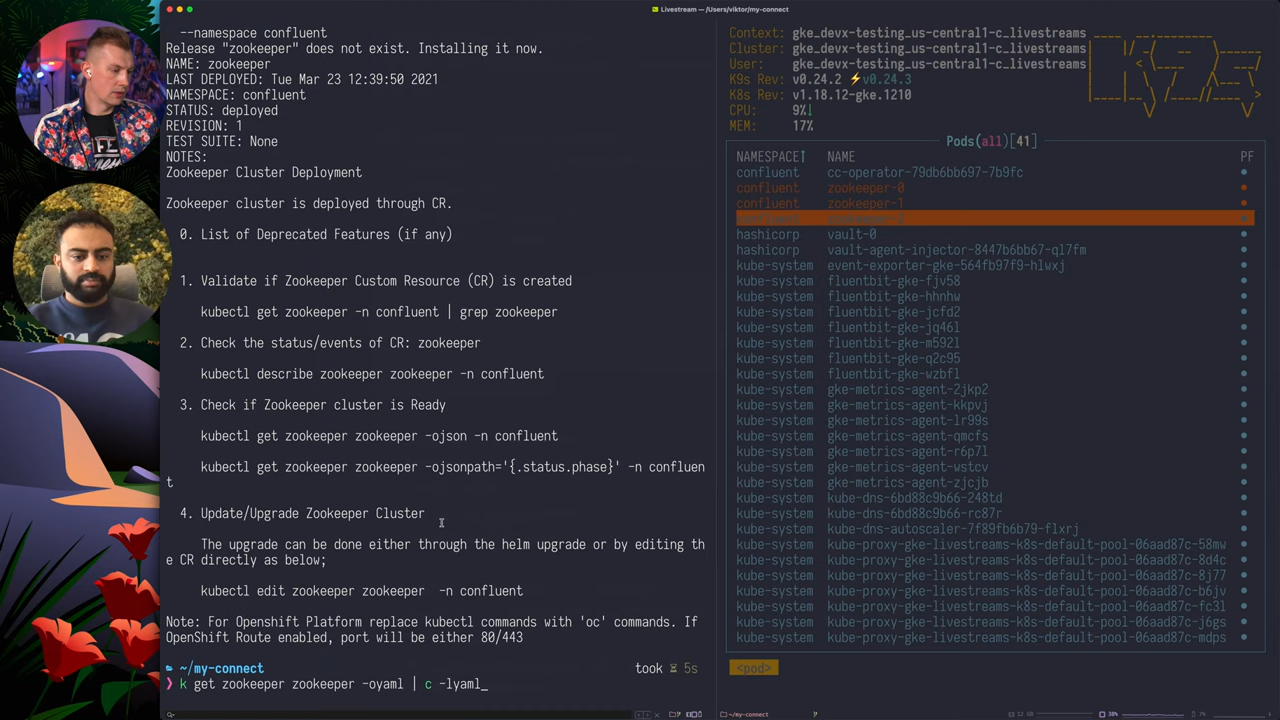 Livestream — /Users/viktor/my-connect
--namespace confluent
Release "zookeeper" does not exist. Installing it now.
NAME: zookeeper
LAST DEPLOYED: Tue Mar 23 12:39:50 2021
NAMESPACE: confluent
STATUS: deployed
REVISION: 1
TEST SUITE: None
NOTES:
Zookeeper Cluster Deployment
Zookeeper cluster is deployed through CR.
0. List of Deprecated Features (if any)
1. Validate if Zookeeper Custom Resource (CR) is created
kubectl get zookeeper -n confluent | grep zookeeper
2. Check the status/events of CR: zookeeper
kubectl describe zookeeper zookeeper -n confluent
3. Check if Zookeeper cluster is Ready
kubectl get zookeeper zookeeper -ojson -n confluent
kubectl get zookeeper zookeeper -ojsonpath='{.status.phase}' -n confluen
t
4. Update/Upgrade Zookeeper Cluster
The upgrade can be done either through the helm upgrade or by editing th
e CR directly as below;
kubectl edit zookeeper zookeeper -n confluent
Note: For Openshift Platform replace kubectl commands with 'oc' commands. If
OpenShift Route enabled, port will be either 80/443
~/my-connect took 5s
❯ k get zookeeper zookeeper -oyaml | c -lyaml_
Context: gke_devx-testing_us-central1-c_livestreams
Cluster: gke_devx-testing_us-central1-c_livestreams
User: gke_devx-testing_us-central1-c_livestreams
K9s Rev: v0.24.2 ⚡v0.24.3
K8s Rev: v1.18.12-gke.1210
CPU: 9%↓
MEM: 17%
Pods(all)[41]
NAMESPACE↑ NAME PF
confluent cc-operator-79db6bb697-7b9fc
confluent zookeeper-0
confluent zookeeper-1
hashicorp vault-0
hashicorp vault-agent-injector-8447b6bb67-ql7fm
kube-system event-exporter-gke-564fb97f9-hlwxj
kube-system fluentbit-gke-fjv58
kube-system fluentbit-gke-hhnhw
kube-system fluentbit-gke-jcfd2
kube-system fluentbit-gke-jq46l
kube-system fluentbit-gke-m592l
kube-system fluentbit-gke-q2c95
kube-system fluentbit-gke-wzbfl
kube-system gke-metrics-agent-2jkp2
kube-system gke-metrics-agent-kkpvj
kube-system gke-metrics-agent-lr99s
kube-system gke-metrics-agent-qmcfs
kube-system gke-metrics-agent-r6p7l
kube-system gke-metrics-agent-wstcv
kube-system gke-metrics-agent-zjcjb
kube-system kube-dns-6bd88c9b66-248td
kube-system kube-dns-6bd88c9b66-rc87r
kube-system kube-dns-autoscaler-7f89fb6b79-flxrj
kube-system kube-proxy-gke-livestreams-k8s-default-pool-06aad87c-58mw
kube-system kube-proxy-gke-livestreams-k8s-default-pool-06aad87c-8d4c
kube-system kube-proxy-gke-livestreams-k8s-default-pool-06aad87c-8j77
kube-system kube-proxy-gke-livestreams-k8s-default-pool-06aad87c-b6jv
kube-system kube-proxy-gke-livestreams-k8s-default-pool-06aad87c-fc3l
kube-system kube-proxy-gke-livestreams-k8s-default-pool-06aad87c-j6gs
kube-system kube-proxy-gke-livestreams-k8s-default-pool-06aad87c-mdps
<pod>
~/my-connect